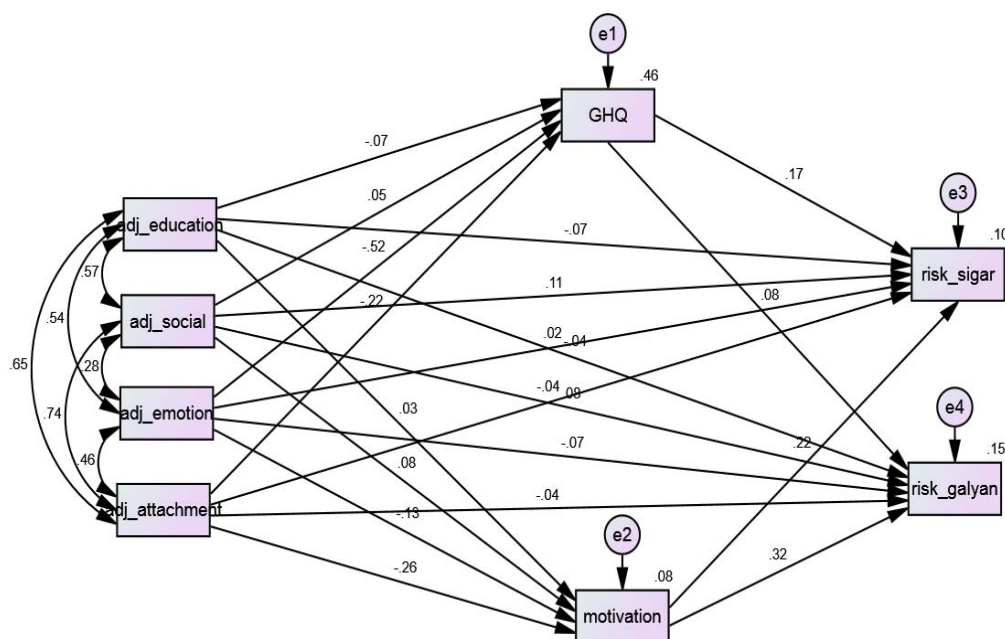 e1
.46
GHQ
-.07
.05
.17
e3
adj_education
-.52
-.07
.10
risk_sigar
.57
-.22
.11
.08
adj_social
.54
.02
-.04
.65
.28
-.04
.08
e4
adj_emotion
.74
.03
-.07
.22
.15
.46
.08
risk_galyan
adj_attachment
-.04
-.13
e2
.32
-.26
.08
motivation